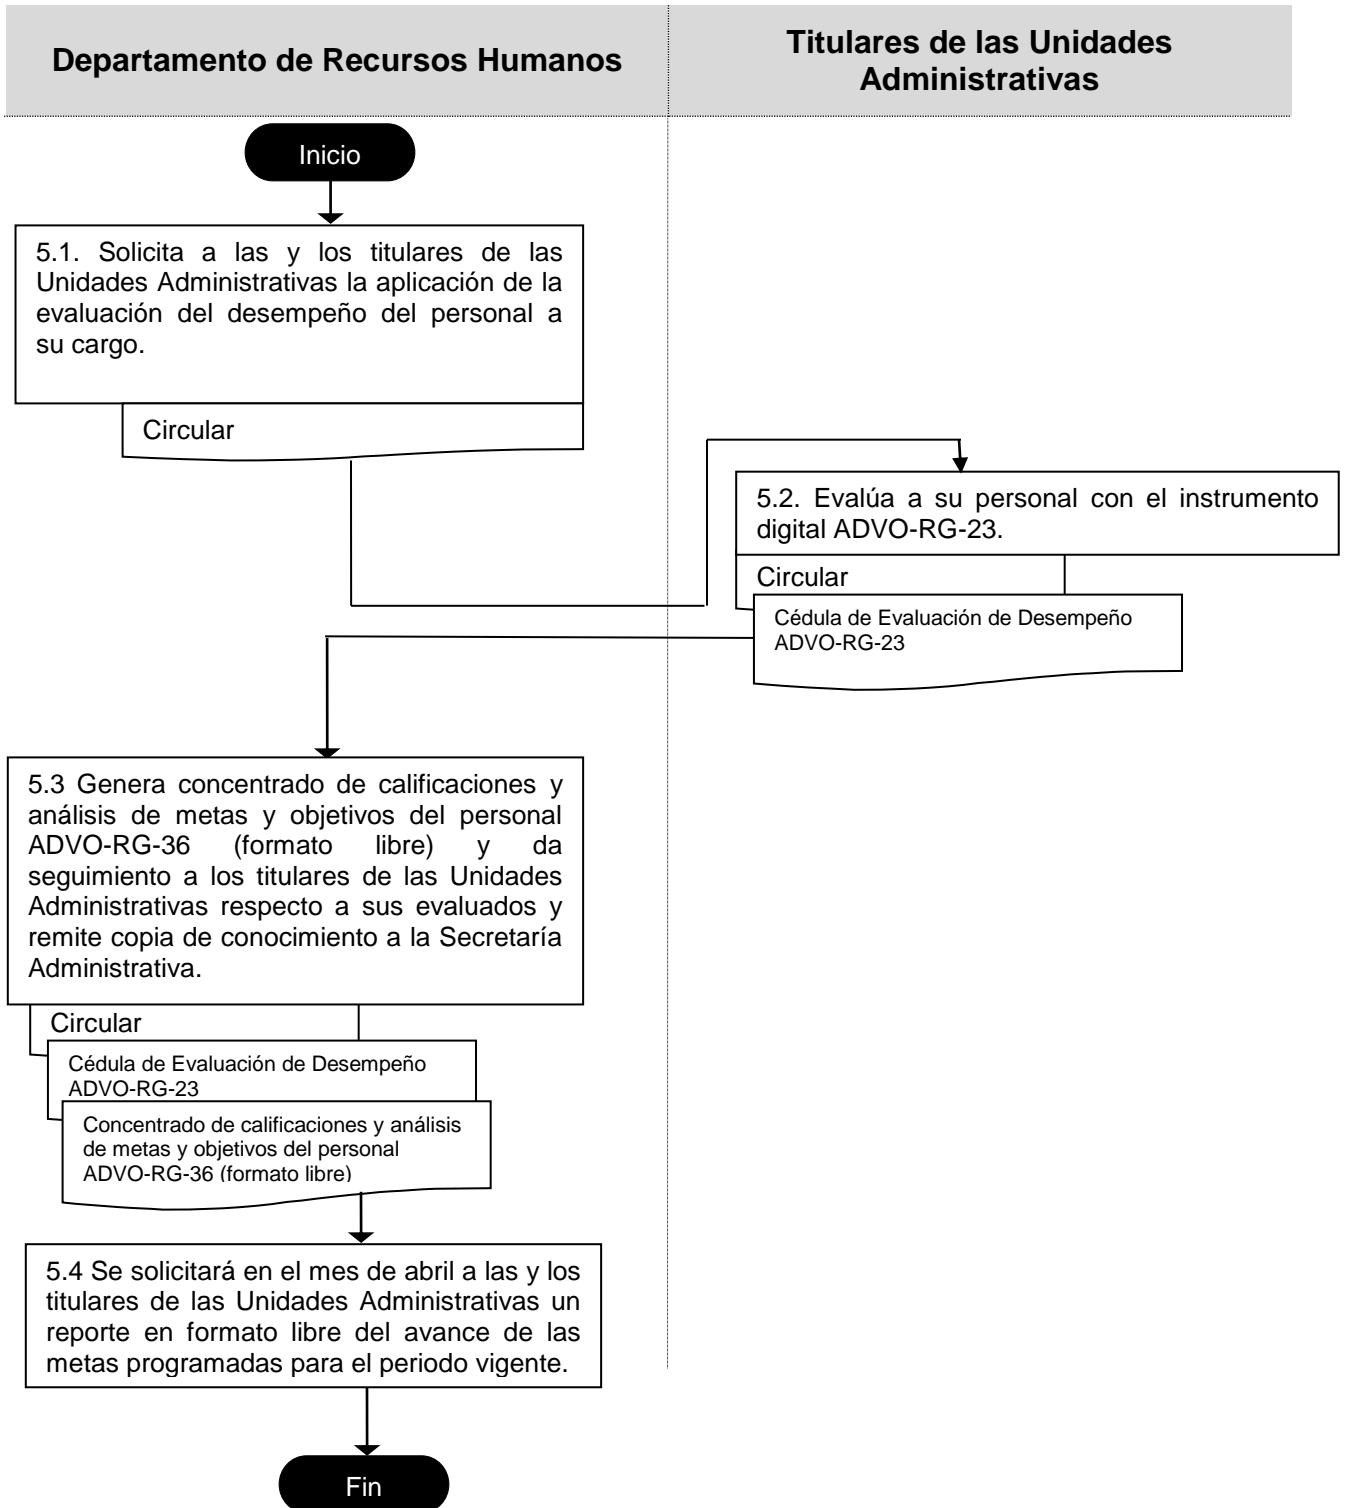 Departamento de Recursos Humanos
Titulares de las Unidades
Administrativas
Inicio
5.1. Solicita a las y los titulares de las
Unidades Administrativas la aplicación de la
evaluación del desempeño del personal a
su cargo.
Circular
5.2. Evalúa a su personal con el instrumento
digital ADVO-RG-23.
Circular
Cédula de Evaluación de Desempeño
ADVO-RG-23
5.3 Genera concentrado de calificaciones y
análisis de metas y objetivos del personal
ADVO-RG-36 (formato libre) y da
seguimiento a los titulares de las Unidades
Administrativas respecto a sus evaluados y
remite copia de conocimiento a la Secretaría
Administrativa.
Circular
Cédula de Evaluación de Desempeño
ADVO-RG-23
Concentrado de calificaciones y análisis
de metas y objetivos del personal
ADVO-RG-36 (formato libre)
5.4 Se solicitará en el mes de abril a las y los
titulares de las Unidades Administrativas un
reporte en formato libre del avance de las
metas programadas para el periodo vigente.
Fin